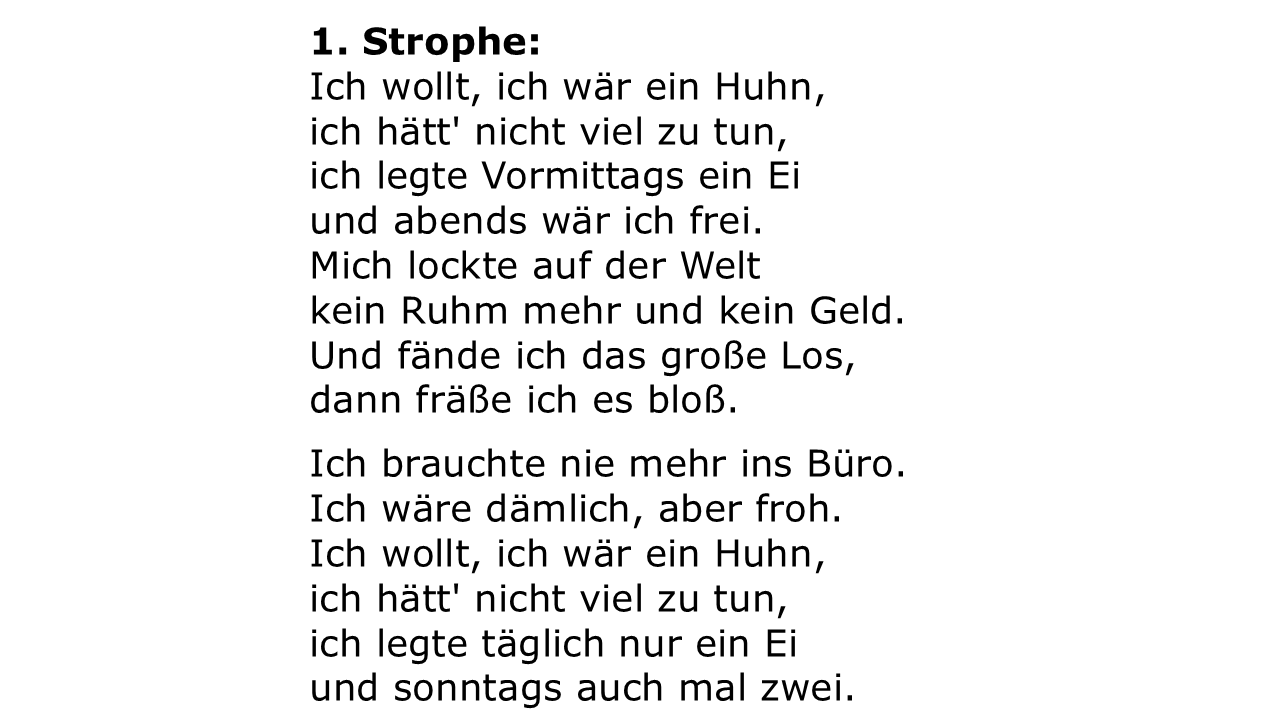 1. Strophe:
Ich wollt, ich wär ein Huhn,
ich hätt' nicht viel zu tun,
ich legte Vormittags ein Ei
und abends wär ich frei.
Mich lockte auf der Welt
kein Ruhm mehr und kein Geld.
Und fände ich das große Los,
dann fräße ich es bloß.
Ich brauchte nie mehr ins Büro.
Ich wäre dämlich, aber froh.
Ich wollt, ich wär ein Huhn,
ich hätt' nicht viel zu tun,
ich legte täglich nur ein Ei
und sonntags auch mal zwei.